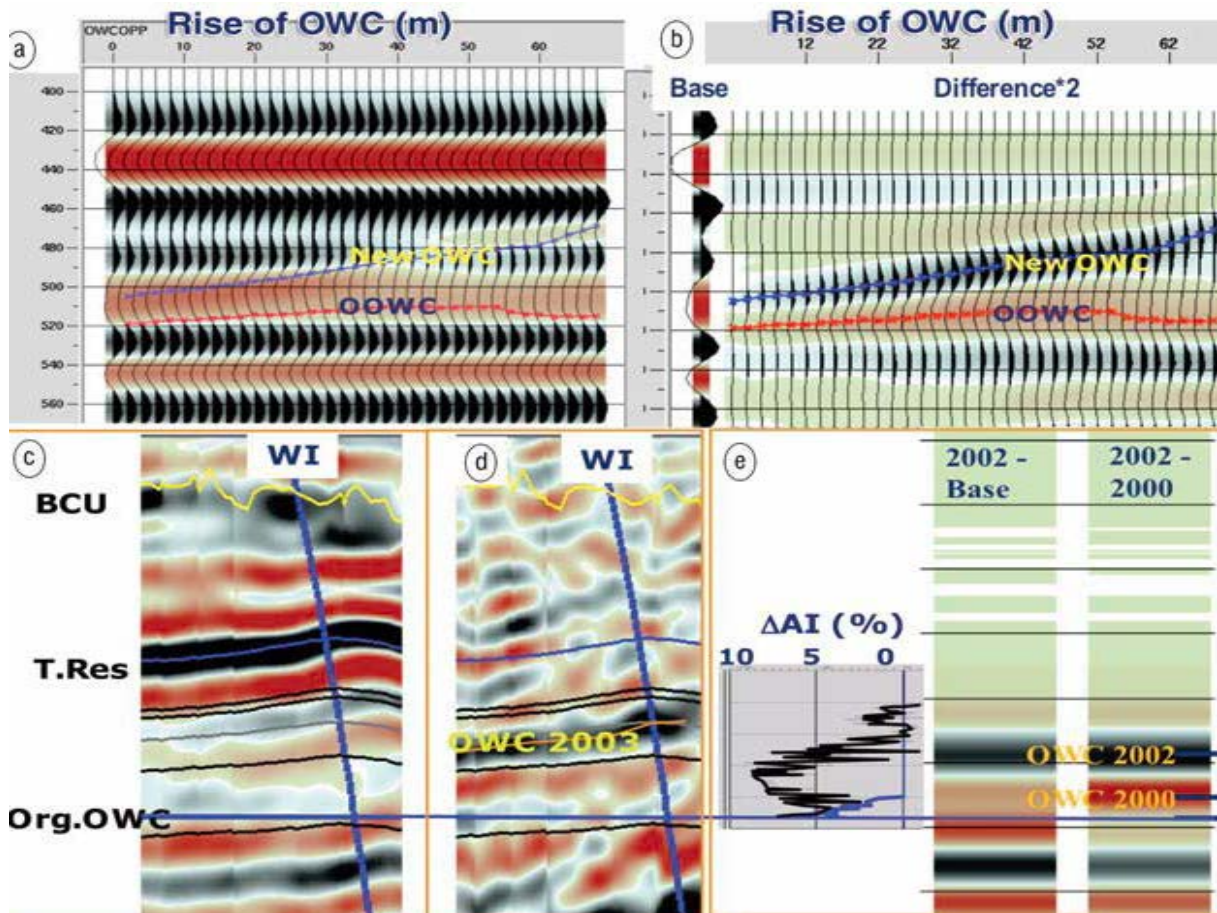 Rise of OWC (m)
a
OWCOPP
0 10 20 30 40 50 60
400
420
440
460
480
500
520
540
560
New OWC
OOWC
Rise of OWC (m)
b
12 22 32 42 52 62
Base Difference*2
New OWC
OOWC
c
WI
BCU
T.Res
Org.OWC
d
WI
OWC 2003
e
2002 - 2002 -
Base 2000
ΔAI (%)
10 5 0
OWC 2002
OWC 2000